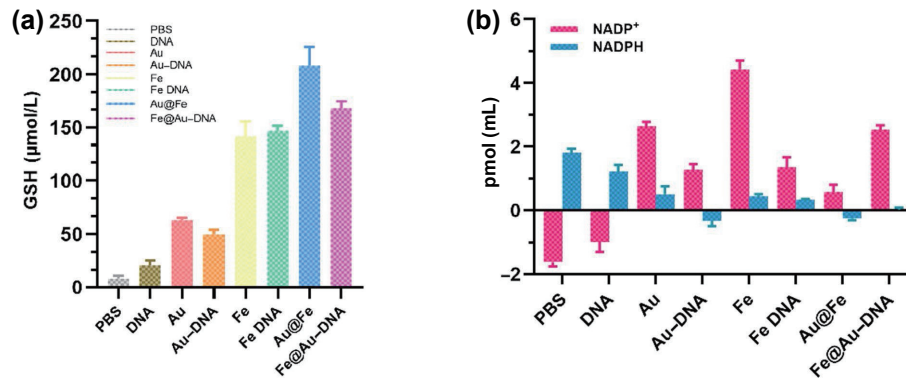 (a)
GSH (µmol/L)
250
200
150
100
50
0
PBS
DNA
Au
Au–DNA
Fe
Fe DNA
Au@Fe
Fe@Au–DNA
PBS
DNA
Au
Au–DNA
Fe
Fe DNA
Au@Fe
Fe@Au–DNA
(b)
pmol (mL)
6
4
2
0
–2
NADP+
NADPH
PBS
DNA
Au
Au–DNA
Fe
Fe DNA
Au@Fe
Fe@Au–DNA